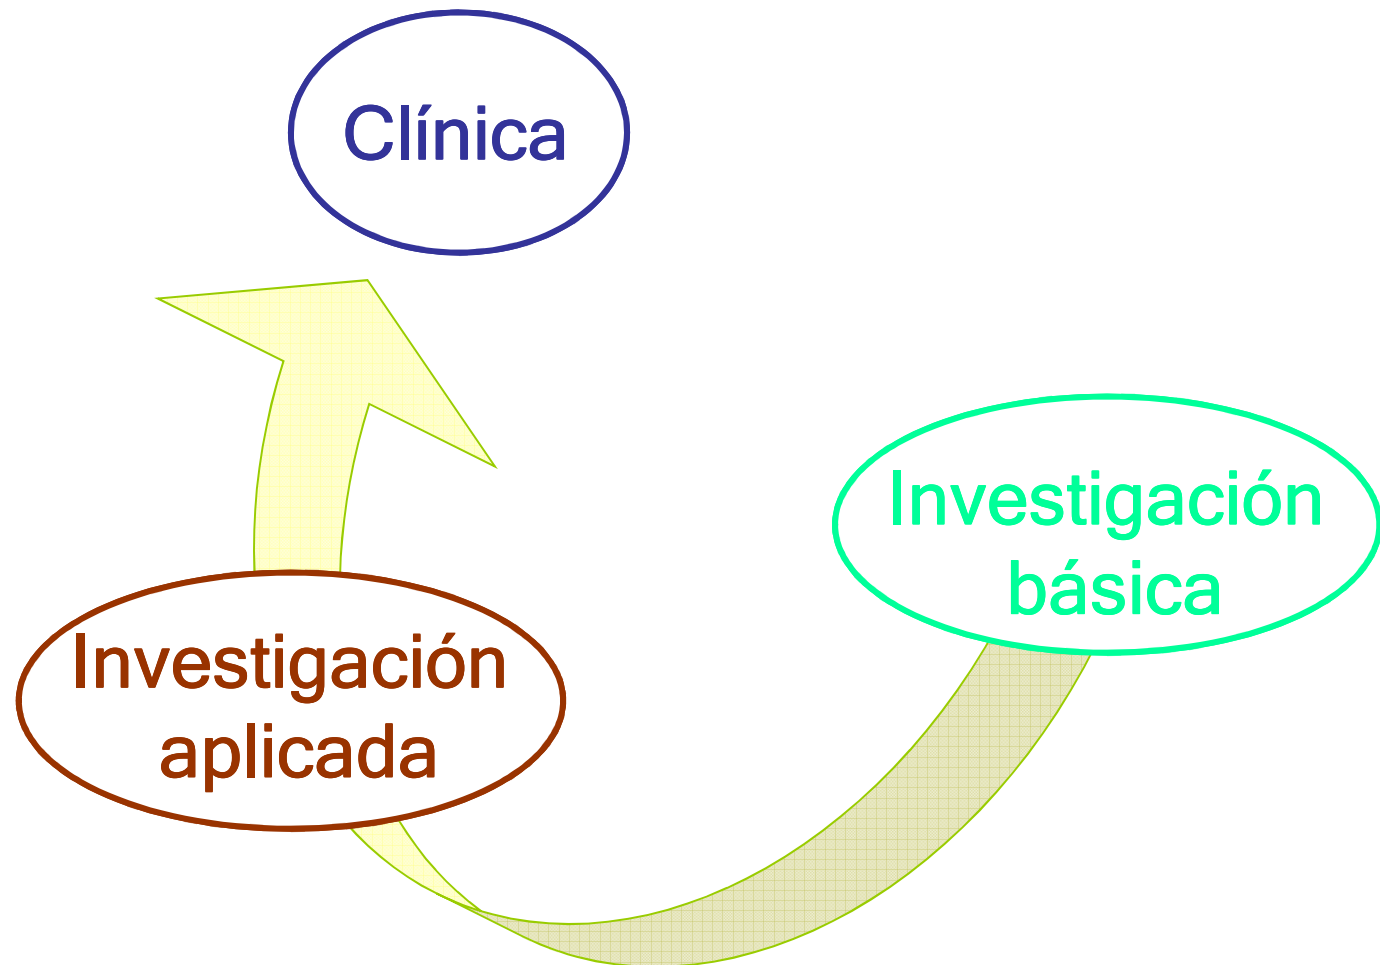 Clínica
Investigación
básica
Investigación
aplicada